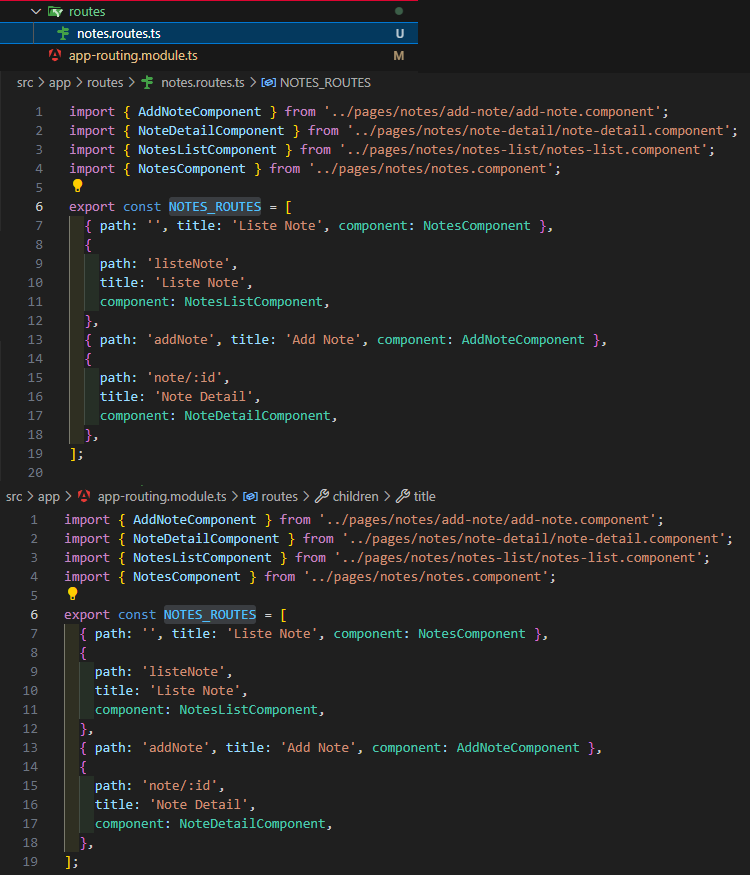 routes
notes.routes.ts U
app-routing.module.ts M
src > app > routes > notes.routes.ts > NOTES_ROUTES
1 import { AddNoteComponent } from '../pages/notes/add-note/add-note.component';
2 import { NoteDetailComponent } from '../pages/notes/note-detail/note-detail.component';
3 import { NotesListComponent } from '../pages/notes/notes-list/notes-list.component';
4 import { NotesComponent } from '../pages/notes/notes.component';
5
6 export const NOTES_ROUTES = [
7 { path: '', title: 'Liste Note', component: NotesComponent },
8 {
9 path: 'listeNote',
10 title: 'Liste Note',
11 component: NotesListComponent,
12 },
13 { path: 'addNote', title: 'Add Note', component: AddNoteComponent },
14 {
15 path: 'note/:id',
16 title: 'Note Detail',
17 component: NoteDetailComponent,
18 },
19 ];
20
src > app > app-routing.module.ts > routes > children > title
1 import { AddNoteComponent } from '../pages/notes/add-note/add-note.component';
2 import { NoteDetailComponent } from '../pages/notes/note-detail/note-detail.component';
3 import { NotesListComponent } from '../pages/notes/notes-list/notes-list.component';
4 import { NotesComponent } from '../pages/notes/notes.component';
5
6 export const NOTES_ROUTES = [
7 { path: '', title: 'Liste Note', component: NotesComponent },
8 {
9 path: 'listeNote',
10 title: 'Liste Note',
11 component: NotesListComponent,
12 },
13 { path: 'addNote', title: 'Add Note', component: AddNoteComponent },
14 {
15 path: 'note/:id',
16 title: 'Note Detail',
17 component: NoteDetailComponent,
18 },
19 ];